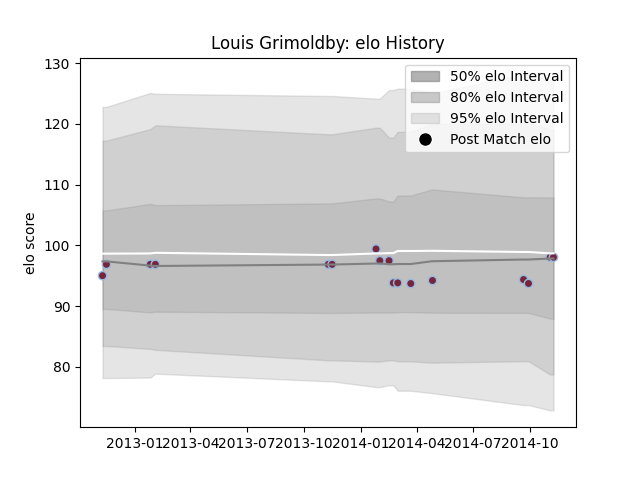 Louis Grimoldby: elo History
130
120
110
100
90
80
elo score
50% elo Interval
80% elo Interval
95% elo Interval
Post Match elo
2013-01 2013-04 2013-07 2013-10 2014-01 2014-04 2014-07 2014-10